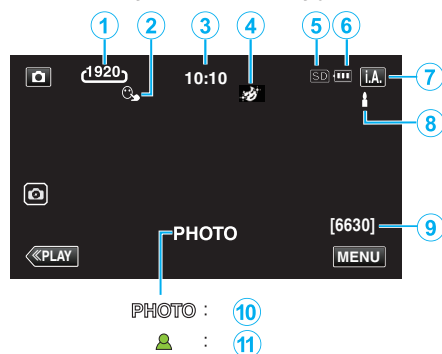 1 2 3 4 5 6
1920 10:10 SD i.A. 7
8
[6630] 9
PHOTO
≪PLAY MENU
PHOTO : 10
: 11